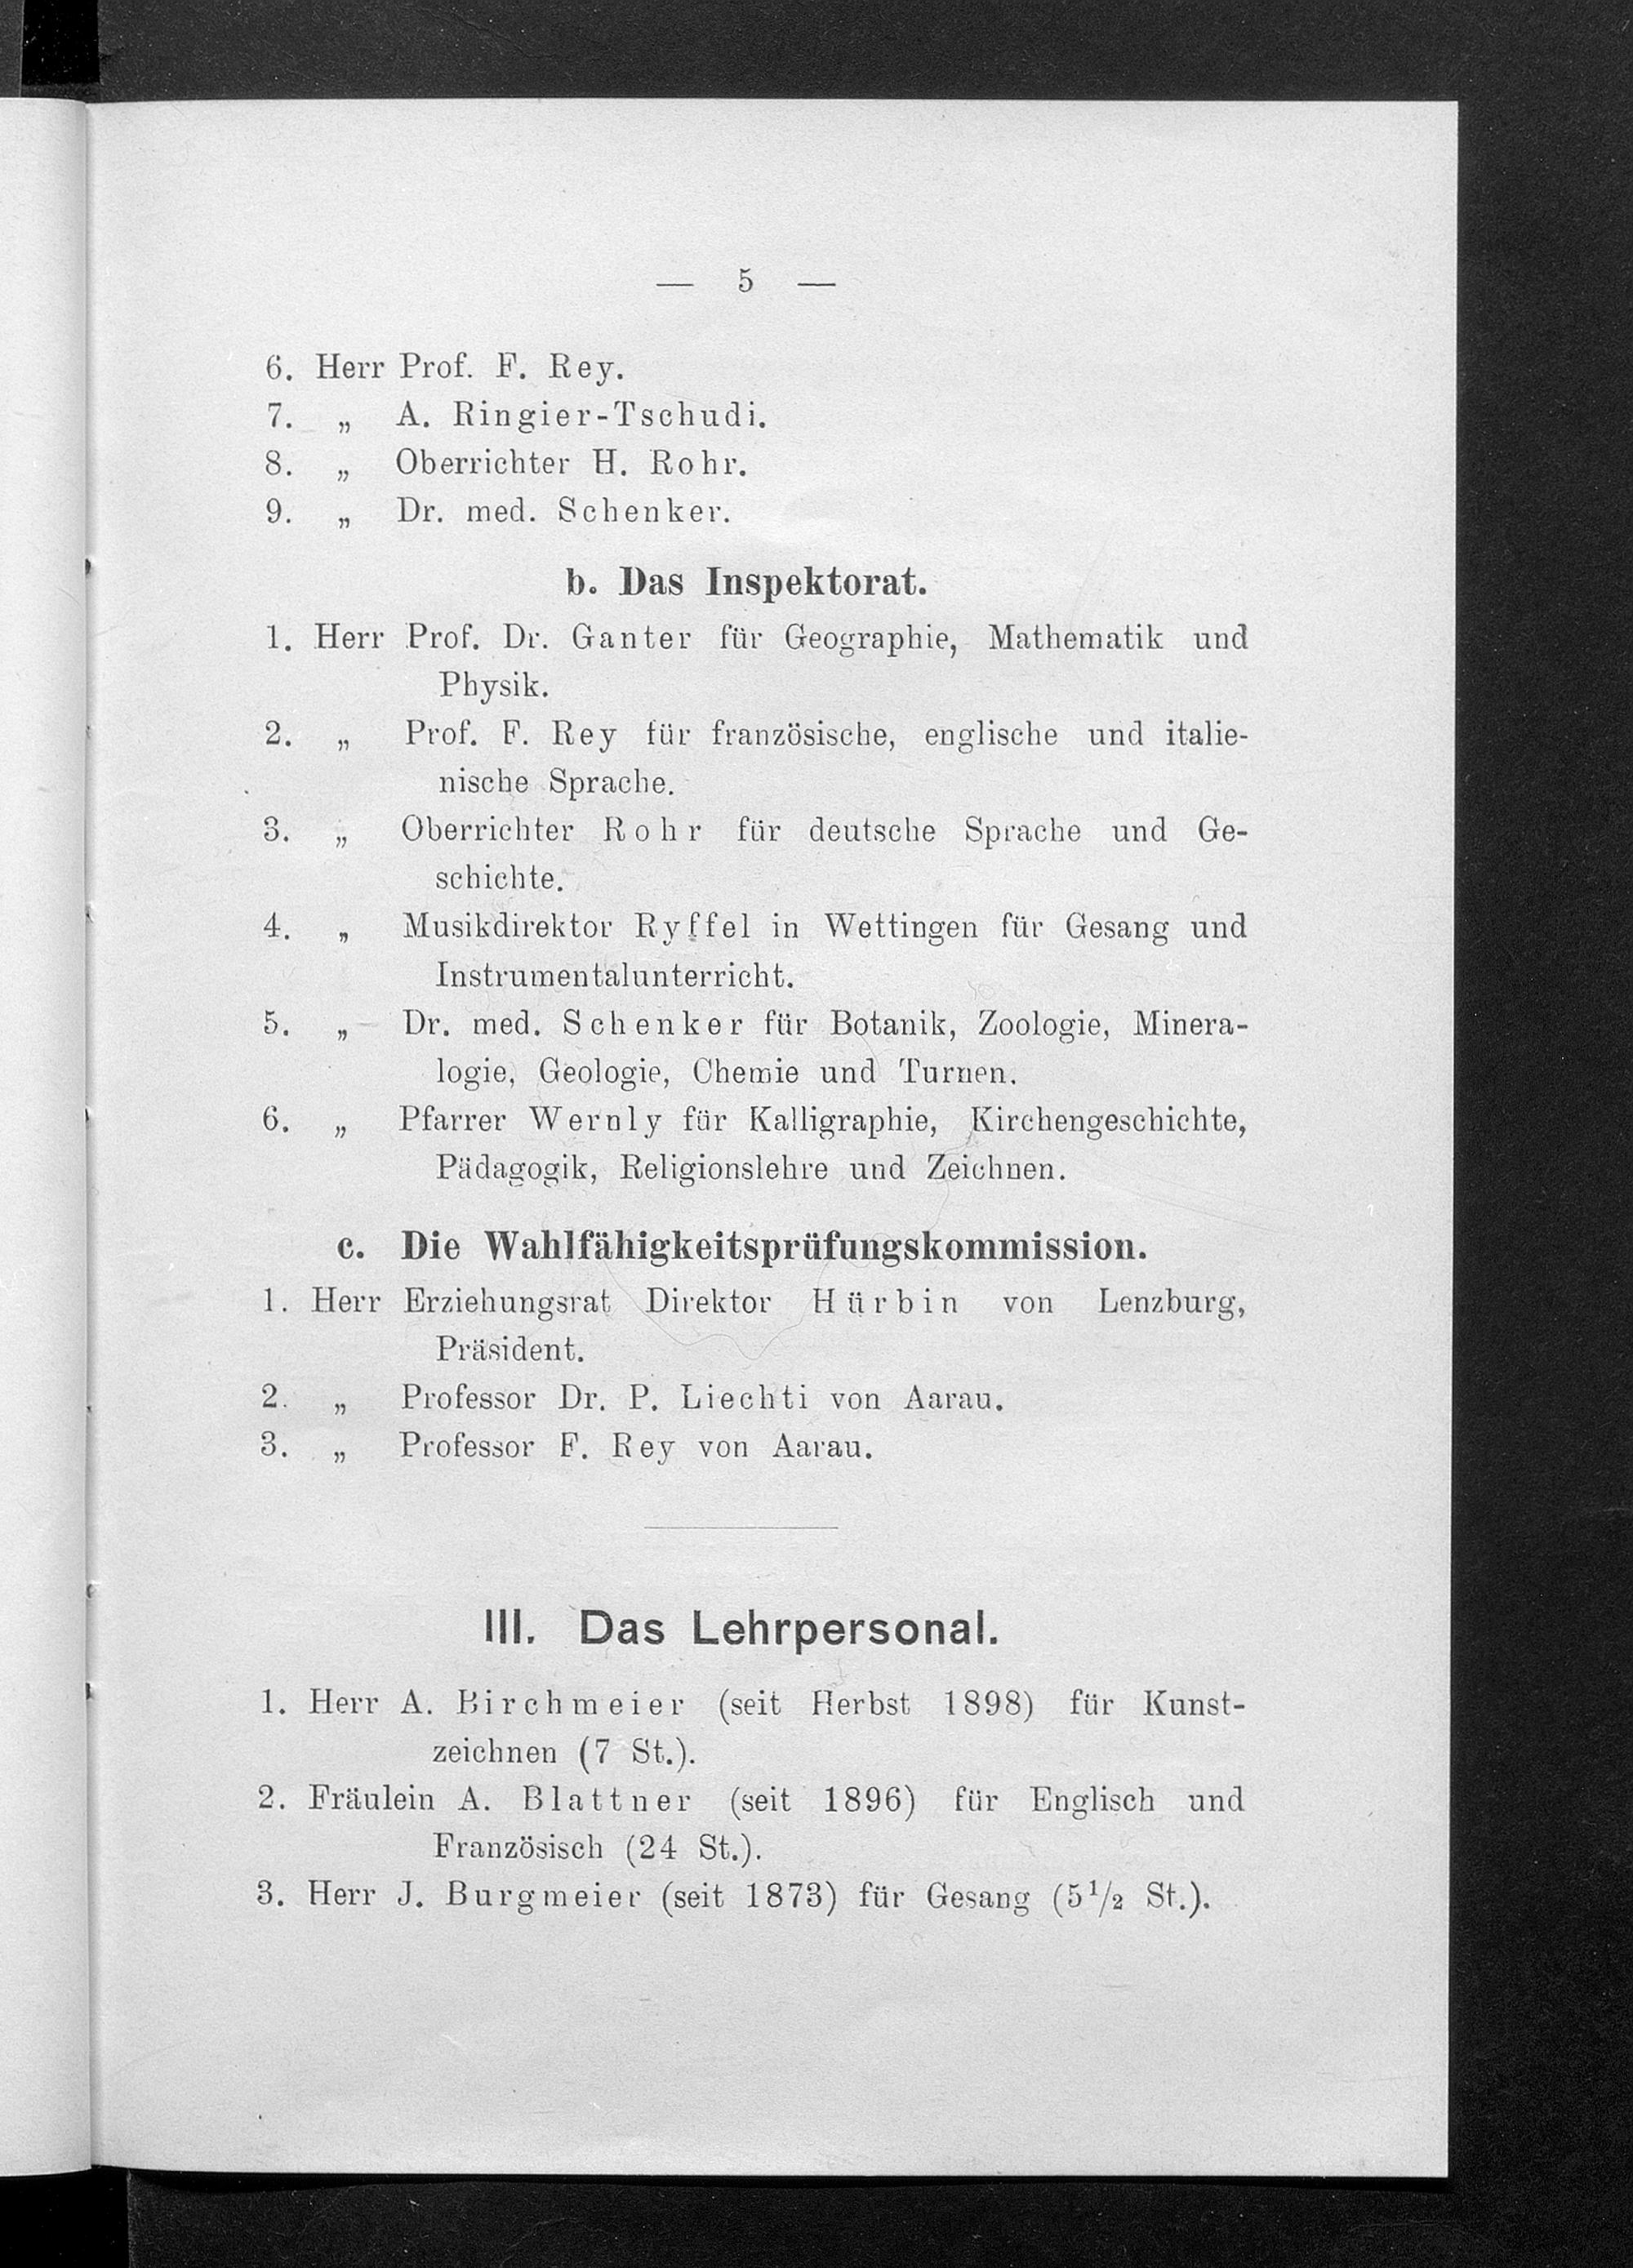 — 5 —
6. Herr Prof. F. Rey.
7. „ A. Ringier-Tschudi.
8. „ Oberrichter H. Rohr.
9. „ Dr. med. Schenker.
b. Das Inspektorat.
1. Herr Prof. Dr. Ganter für Geographie, Mathematik und
Physik.
2. „ Prof. F. Rey für französische, englische und italie-
nische Sprache.
3. „ Oberrichter Rohr für deutsche Sprache und Ge-
schichte.
4. „ Musikdirektor Ryffel in Wettingen für Gesang und
Instrumentalunterricht.
5. „ Dr. med. Schenker für Botanik, Zoologie, Minera-
logie, Geologie, Chemie und Turnen.
6. „ Pfarrer Wernly für Kalligraphie, Kirchengeschichte,
Pädagogik, Religionslehre und Zeichnen.
c. Die Wahlfähigkeitsprüfungskommission.
1. Herr Erziehungsrat Direktor Hürbin von Lenzburg,
Präsident.
2. „ Professor Dr. P. Liechti von Aarau.
3. „ Professor F. Rey von Aarau.
III. Das Lehrpersonal.
1. Herr A. Birchmeier (seit Herbst 1898) für Kunst-
zeichnen (7 St.).
2. Fräulein A. Blattner (seit 1896) für Englisch und
Französisch (24 St.).
3. Herr J. Burgmeier (seit 1873) für Gesang (5 1/2 St.).